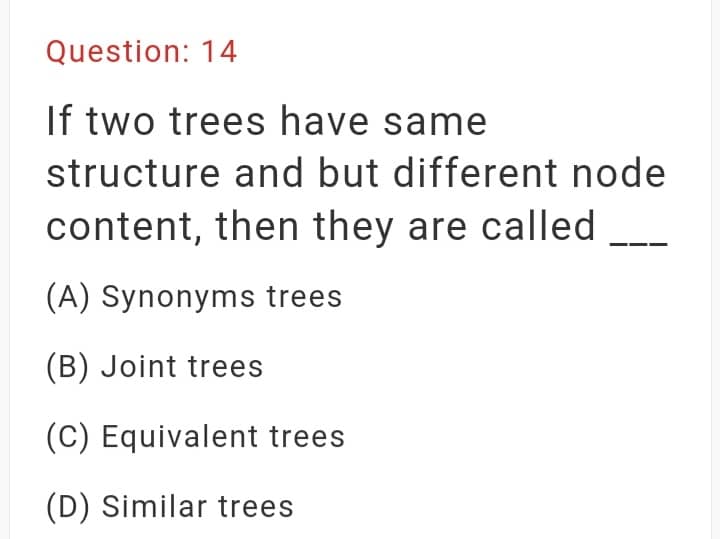 Question: 14
If two trees have same
structure and but different node
content, then they are called ___
(A) Synonyms trees
(B) Joint trees
(C) Equivalent trees
(D) Similar trees